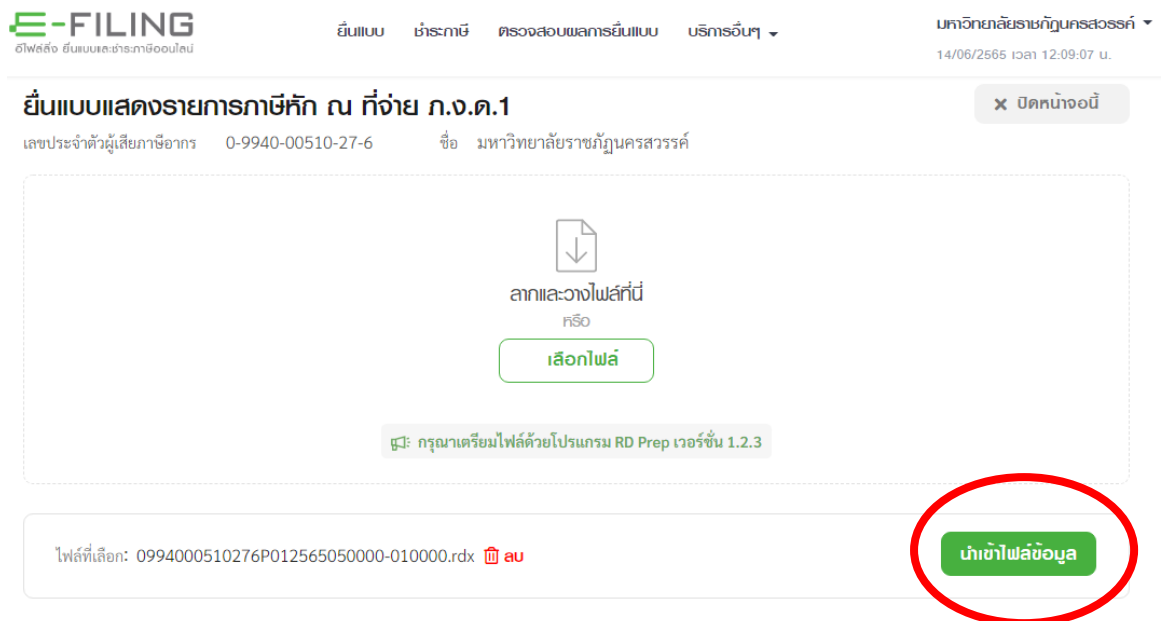 E-FILING
อีไฟล์ลิ่ง ยื่นแบบและชำระภาษีออนไลน์
ยื่นแบบ ชำระภาษี ตรวจสอบผลการยื่นแบบ บริการอื่นๆ
มหาวิทยาลัยราชภัฏนครสวรรค์
14/06/2565 เวลา 12:09:07 น.
ยื่นแบบแสดงรายการภาษีหัก ณ ที่จ่าย ภ.ง.ด.1
× ปิดหน้าจอนี้
เลขประจำตัวผู้เสียภาษีอากร 0-9940-00510-27-6 ชื่อ มหาวิทยาลัยราชภัฏนครสวรรค์
ลากและวางไฟล์ที่นี่
หรือ
เลือกไฟล์
กรุณาเตรียมไฟล์ด้วยโปรแกรม RD Prep เวอร์ชั่น 1.2.3
ไฟล์ที่เลือก: 0994000510276P012565050000-010000.rdx ลบ
นำเข้าไฟล์ข้อมูล